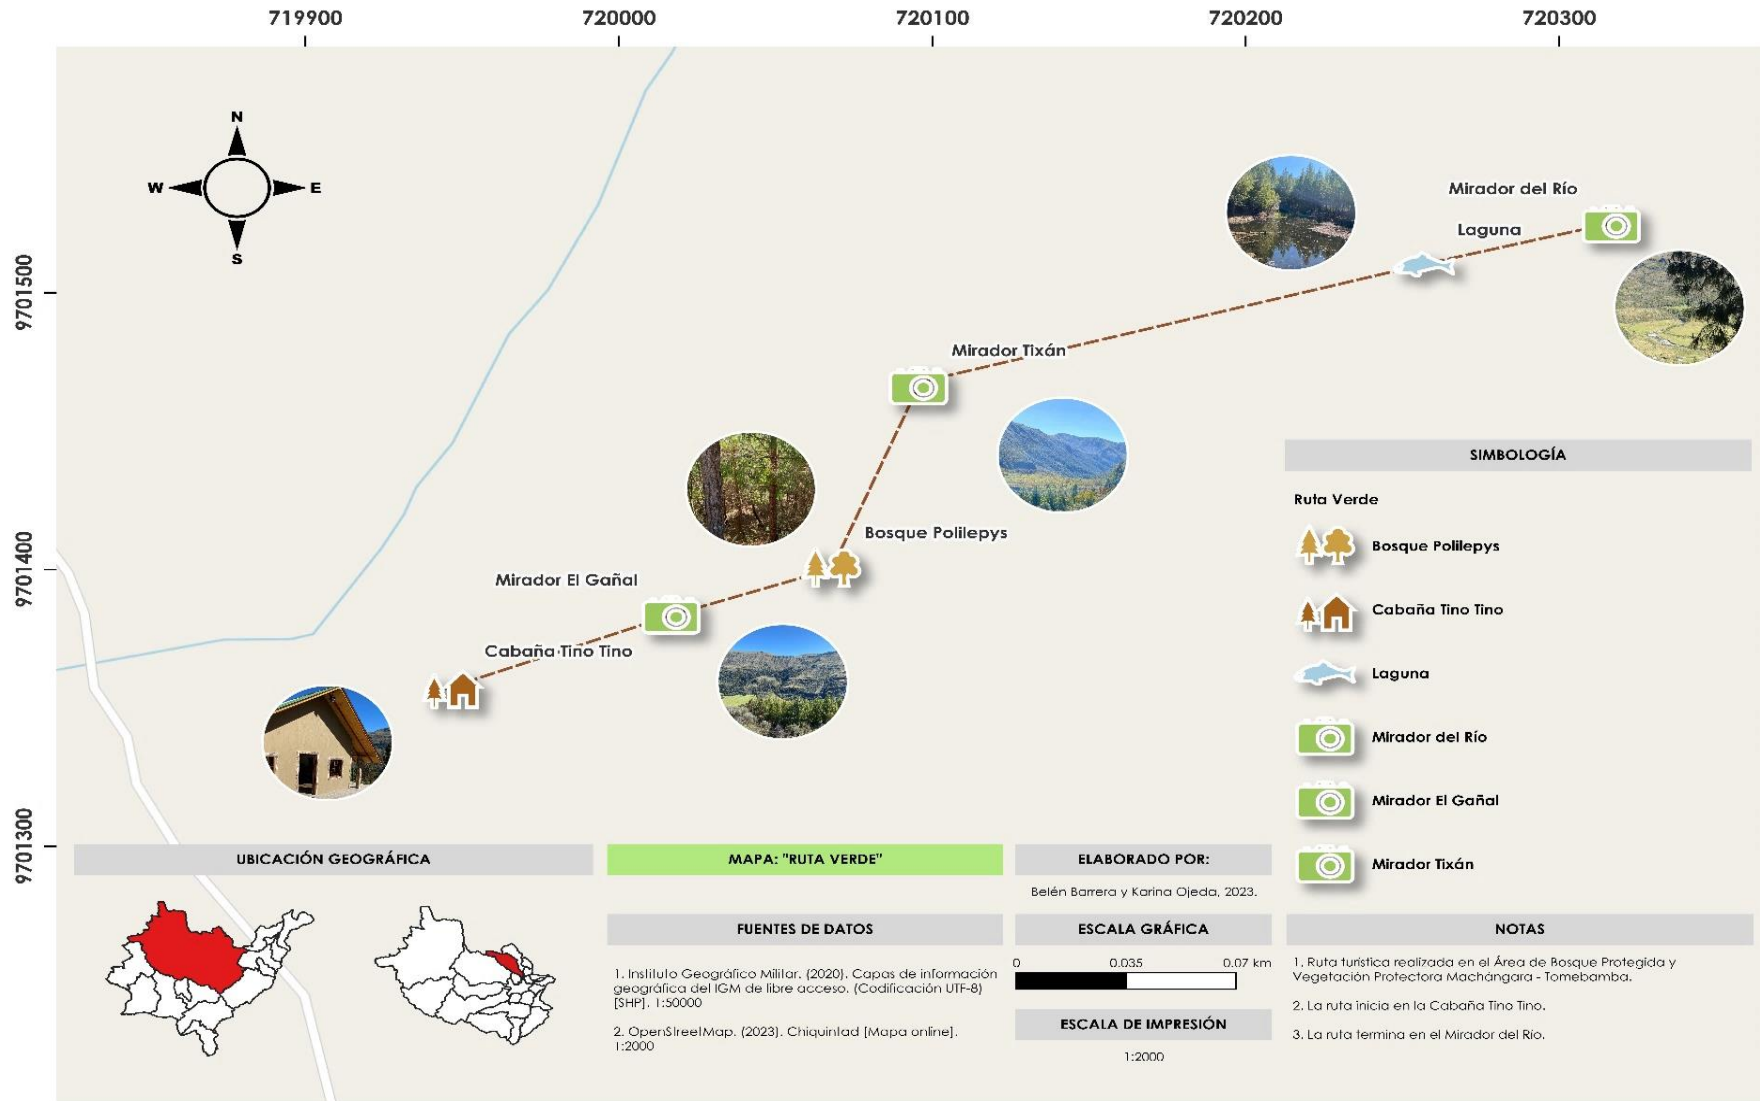 719900 720000 720100 720200 720300
N
W E
S
9701500
9701400
9701300
Mirador del Río
Laguna
Mirador Tixán
Bosque Polilepys
Mirador El Gañal
Cabaña Tino Tino
SIMBOLOGÍA
Ruta Verde
Bosque Polilepys
Cabaña Tino Tino
Laguna
Mirador del Río
Mirador El Gañal
Mirador Tixán
UBICACIÓN GEOGRÁFICA
MAPA: "RUTA VERDE"
FUENTES DE DATOS
1. Instituto Geográfico Militar. (2020). Capas de información
geográfica del IGM de libre acceso. (Codificación UTF-8)
[SHP]. 1:50000
2. OpenStreetMap. (2023). Chiquintad [Mapa online].
1:2000
ELABORADO POR:
Belén Barrera y Karina Ojeda, 2023.
ESCALA GRÁFICA
0 0.035 0.07 km
ESCALA DE IMPRESIÓN
1:2000
NOTAS
1. Ruta turística realizada en el Área de Bosque Protegida y
Vegetación Protectora Machángara - Tomebamba.
2. La ruta inicia en la Cabaña Tino Tino.
3. La ruta termina en el Mirador del Río.